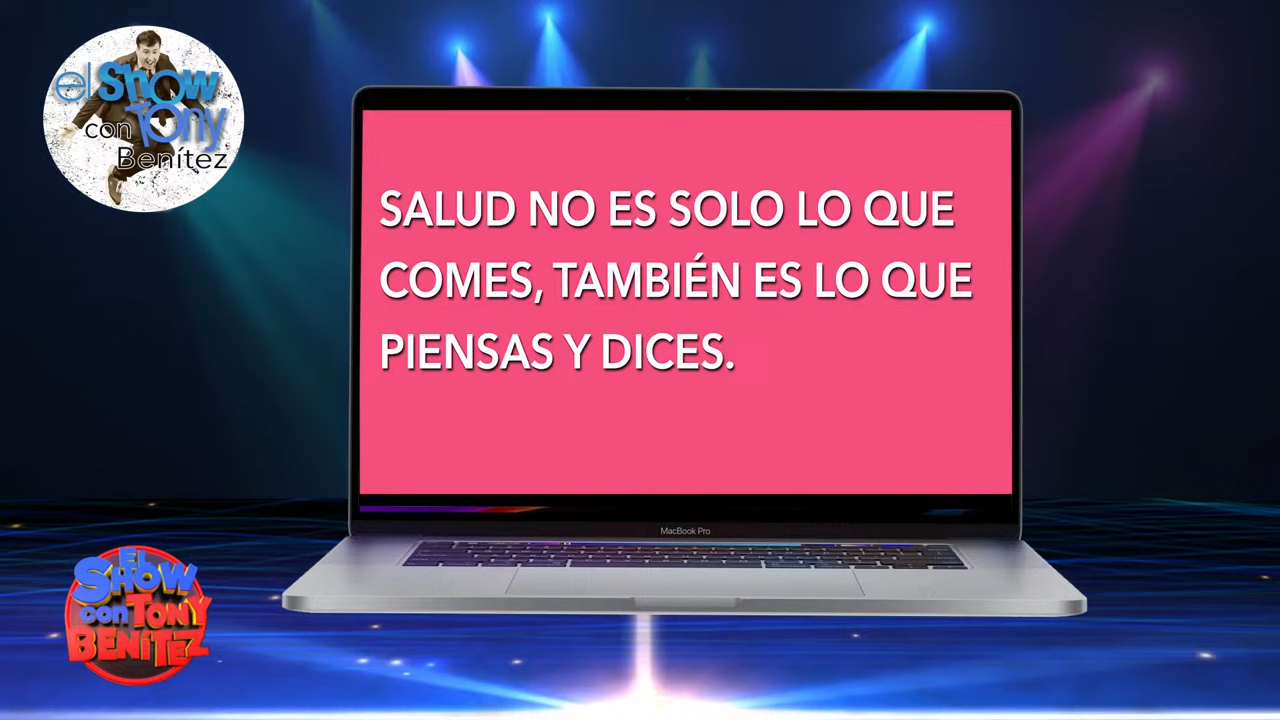 el Show
con Tony
Benítez
SALUD NO ES SOLO LO QUE
COMES, TAMBIÉN ES LO QUE
PIENSAS Y DICES.
MacBook Pro
EL
SHOW
con TONY
BENíTEZ